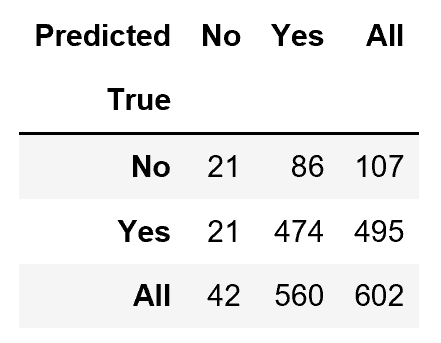 Predicted No Yes All
True
No 21 86 107
Yes 21 474 495
All 42 560 602